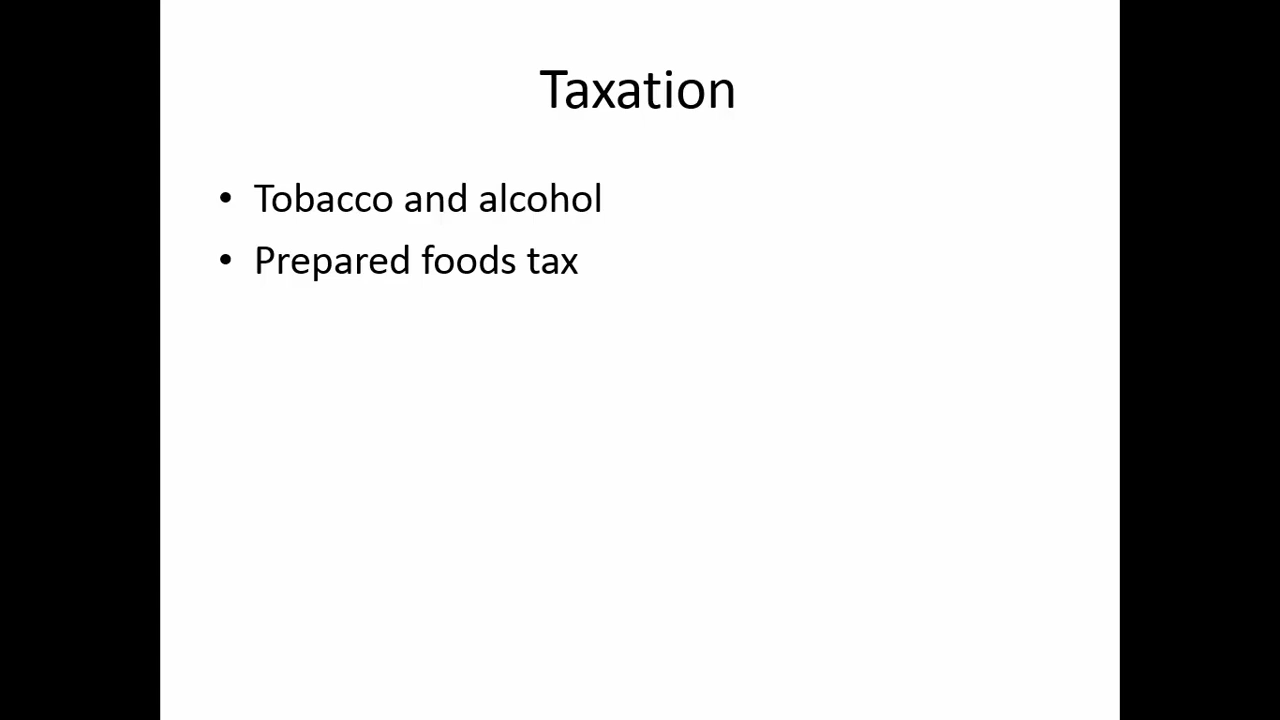 Taxation
• Tobacco and alcohol
• Prepared foods tax